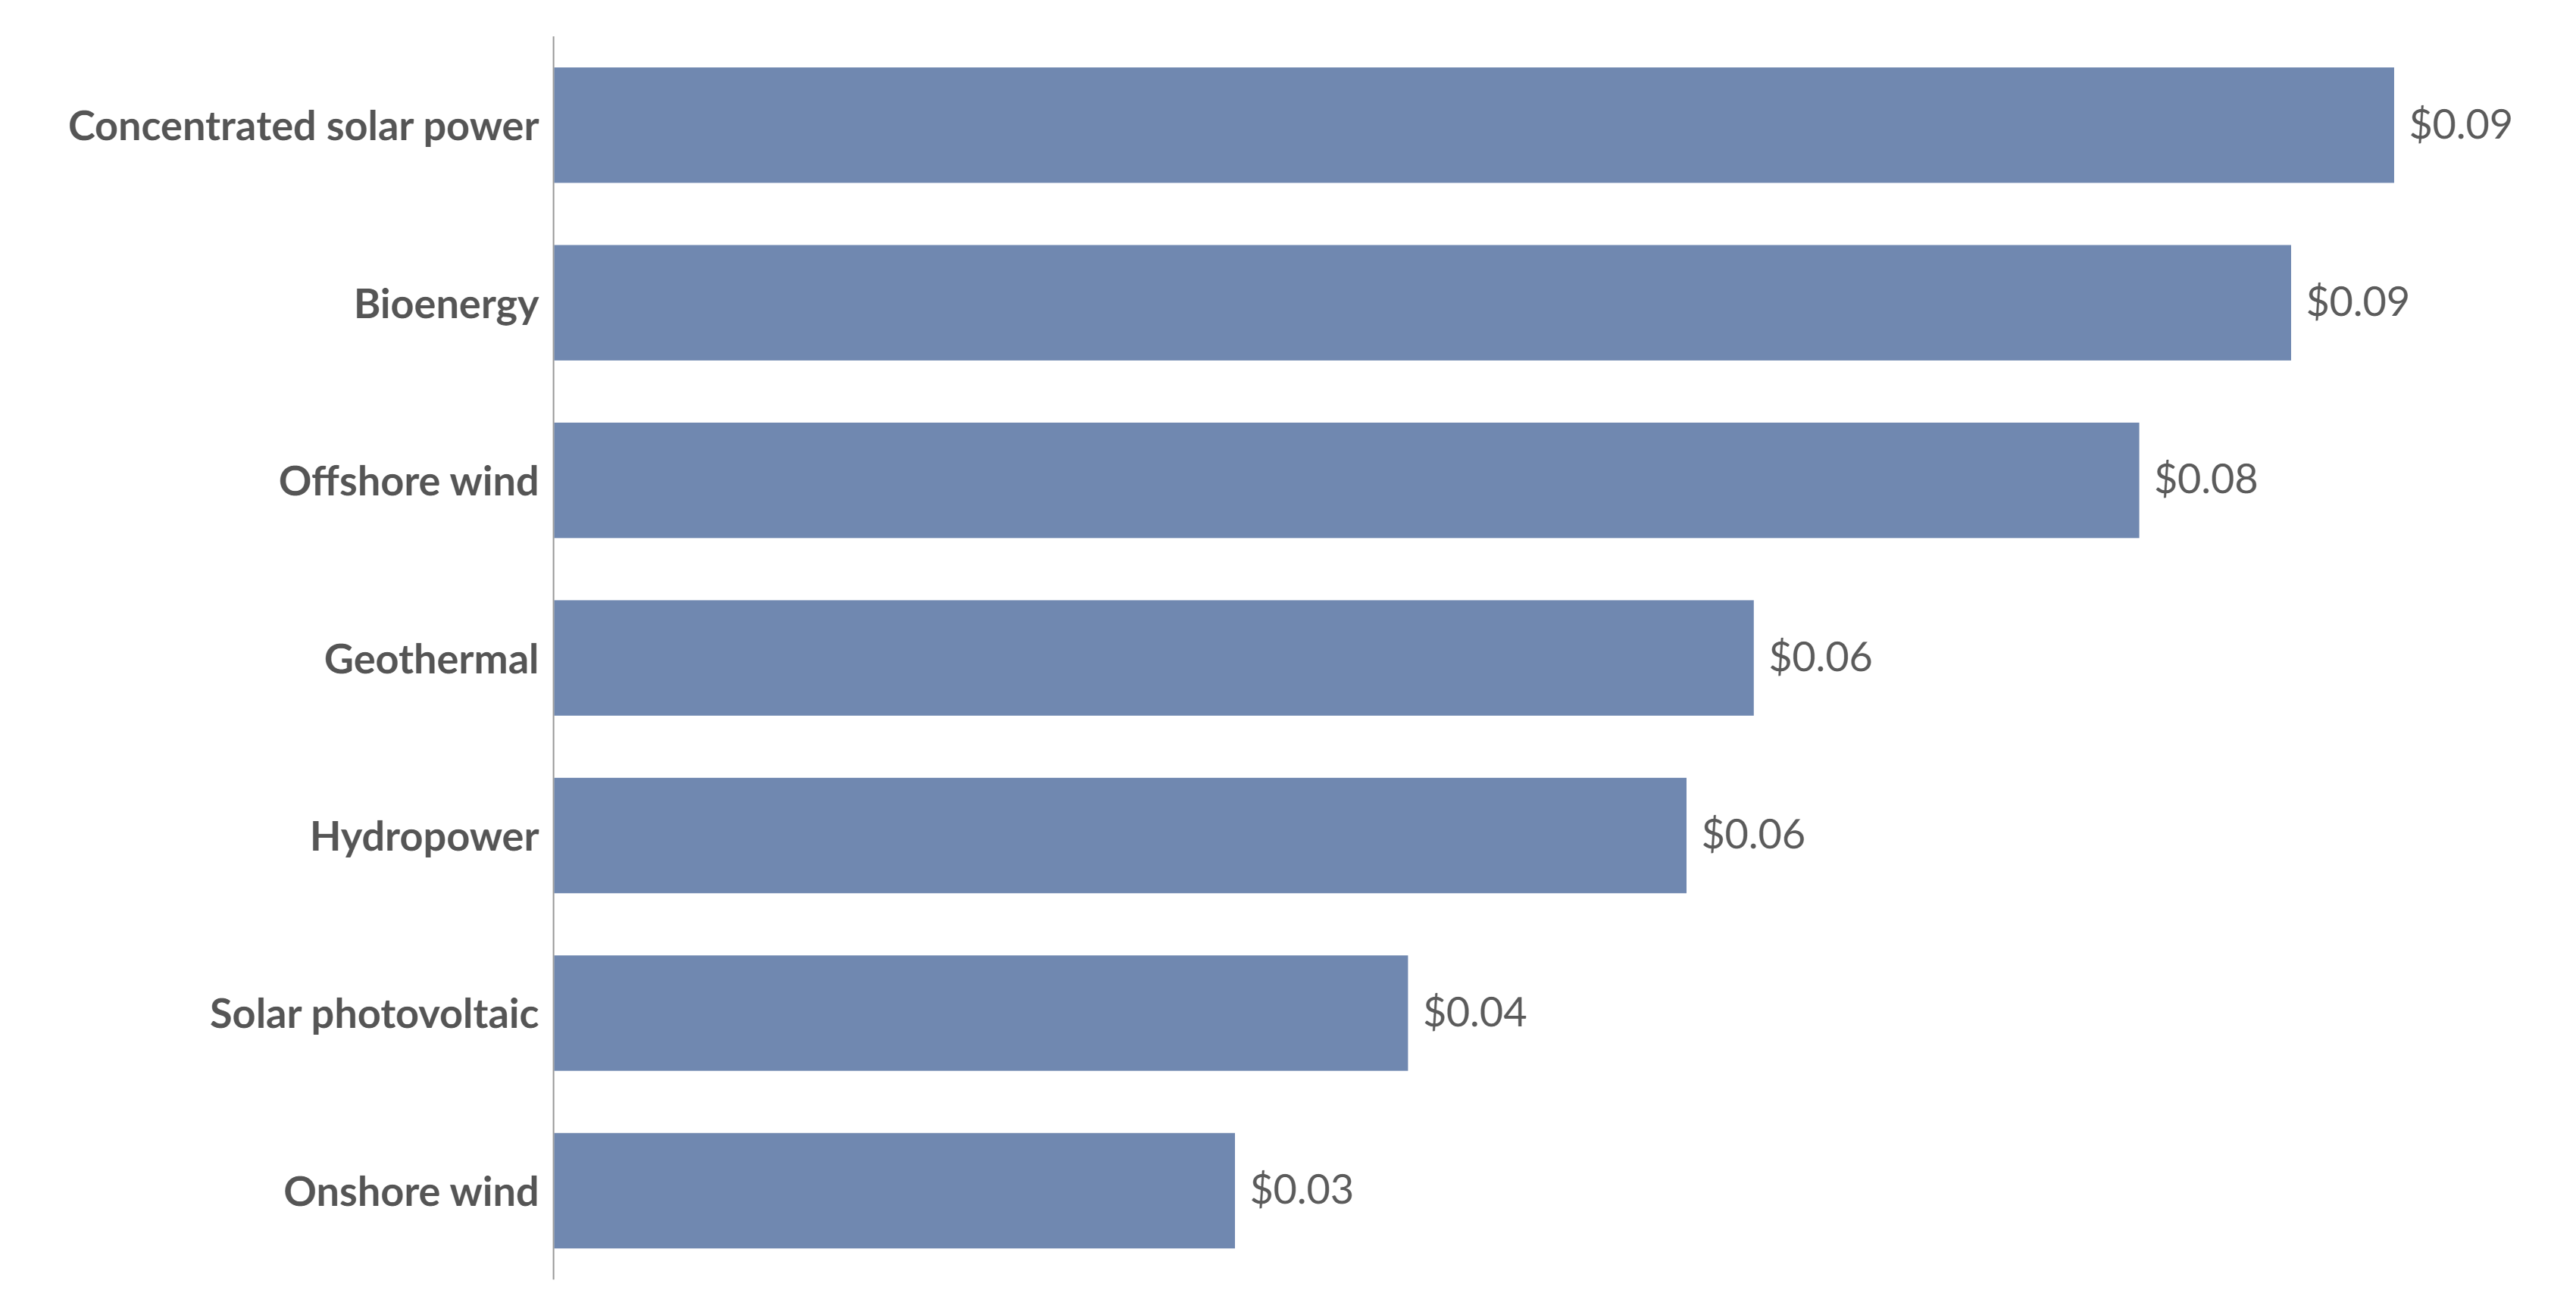 Concentrated solar power $0.09
Bioenergy $0.09
Offshore wind $0.08
Geothermal $0.06
Hydropower $0.06
Solar photovoltaic $0.04
Onshore wind $0.03